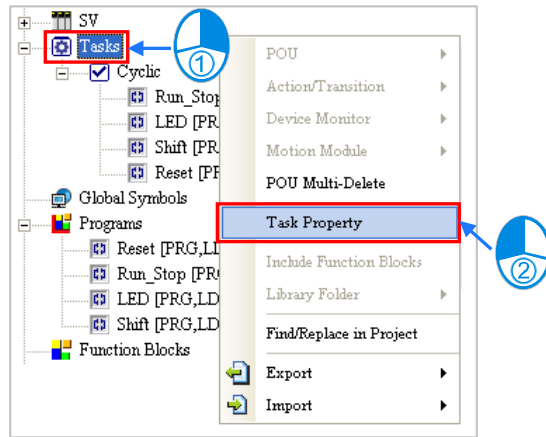 SV
Tasks
①
Cyclic
Run_Stop
LED [PR
Shift [PR
Reset [PR
Global Symbols
Programs
Reset [PRG,LD
Run_Stop [PRG
LED [PRG,LD
Shift [PRG,LD
Function Blocks
POU
Action/Transition
Device Monitor
Motion Module
POU Multi-Delete
Task Property
②
Include Function Blocks
Library Folder
Find/Replace in Project
Export
Import